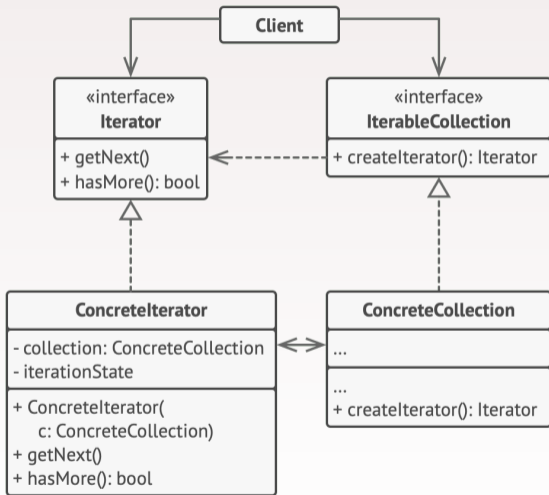 Client
«interface»
Iterator
+ getNext()
+ hasMore(): bool
«interface»
IterableCollection
+ createIterator(): Iterator
ConcreteIterator
- collection: ConcreteCollection
- iterationState
+ ConcreteIterator(
c: ConcreteCollection)
+ getNext()
+ hasMore(): bool
ConcreteCollection
...
...
+ createIterator(): Iterator